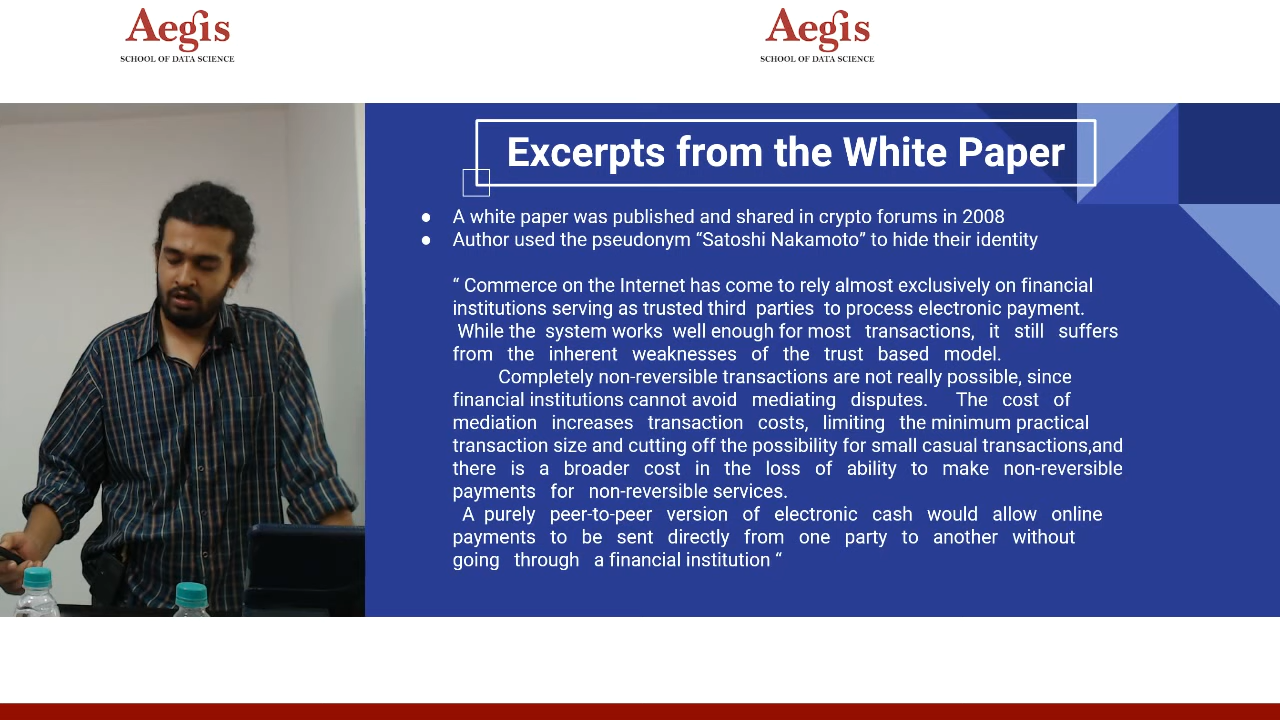 Aegis
SCHOOL OF DATA SCIENCE
Aegis
SCHOOL OF DATA SCIENCE
Excerpts from the White Paper
● A white paper was published and shared in crypto forums in 2008
● Author used the pseudonym “Satoshi Nakamoto” to hide their identity
“ Commerce on the Internet has come to rely almost exclusively on financial
institutions serving as trusted third parties to process electronic payment.
While the system works well enough for most transactions, it still suffers
from the inherent weaknesses of the trust based model.
Completely non-reversible transactions are not really possible, since
financial institutions cannot avoid mediating disputes. The cost of
mediation increases transaction costs, limiting the minimum practical
transaction size and cutting off the possibility for small casual transactions,and
there is a broader cost in the loss of ability to make non-reversible
payments for non-reversible services.
A purely peer-to-peer version of electronic cash would allow online
payments to be sent directly from one party to another without
going through a financial institution “